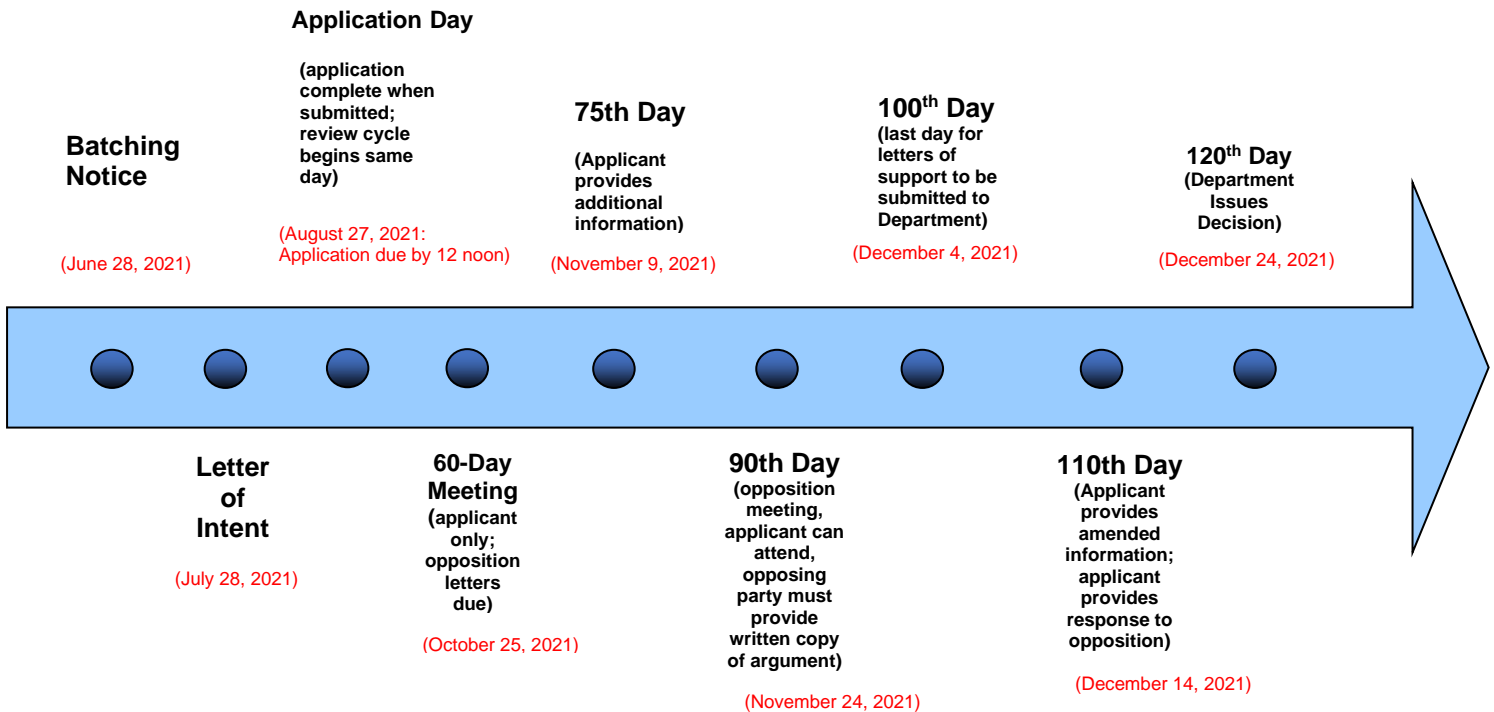 Batching
Notice
(June 28, 2021)
Letter
of
Intent
(July 28, 2021)
Application Day
(application
complete when
submitted;
review cycle
begins same
day)
(August 27, 2021:
Application due by 12 noon)
60-Day
Meeting
(applicant
only;
opposition
letters
due)
(October 25, 2021)
75th Day
(Applicant
provides
additional
information)
(November 9, 2021)
90th Day
(opposition
meeting,
applicant can
attend,
opposing
party must
provide
written copy
of argument)
(November 24, 2021)
100th Day
(last day for
letters of
support to be
submitted to
Department)
(December 4, 2021)
110th Day
(Applicant
provides
amended
information;
applicant
provides
response to
opposition)
(December 14, 2021)
120th Day
(Department
Issues
Decision)
(December 24, 2021)